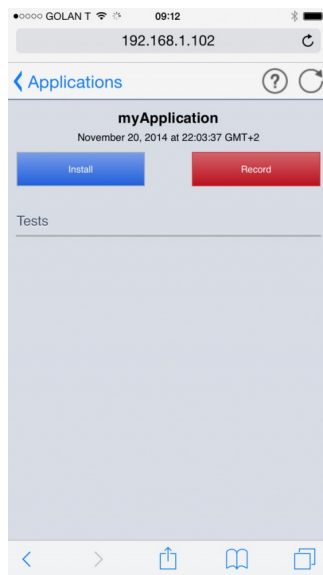 GOLAN T 09:12
192.168.1.102
Applications ?
myApplication
November 20, 2014 at 22:03:37 GMT+2
Install Record
Tests